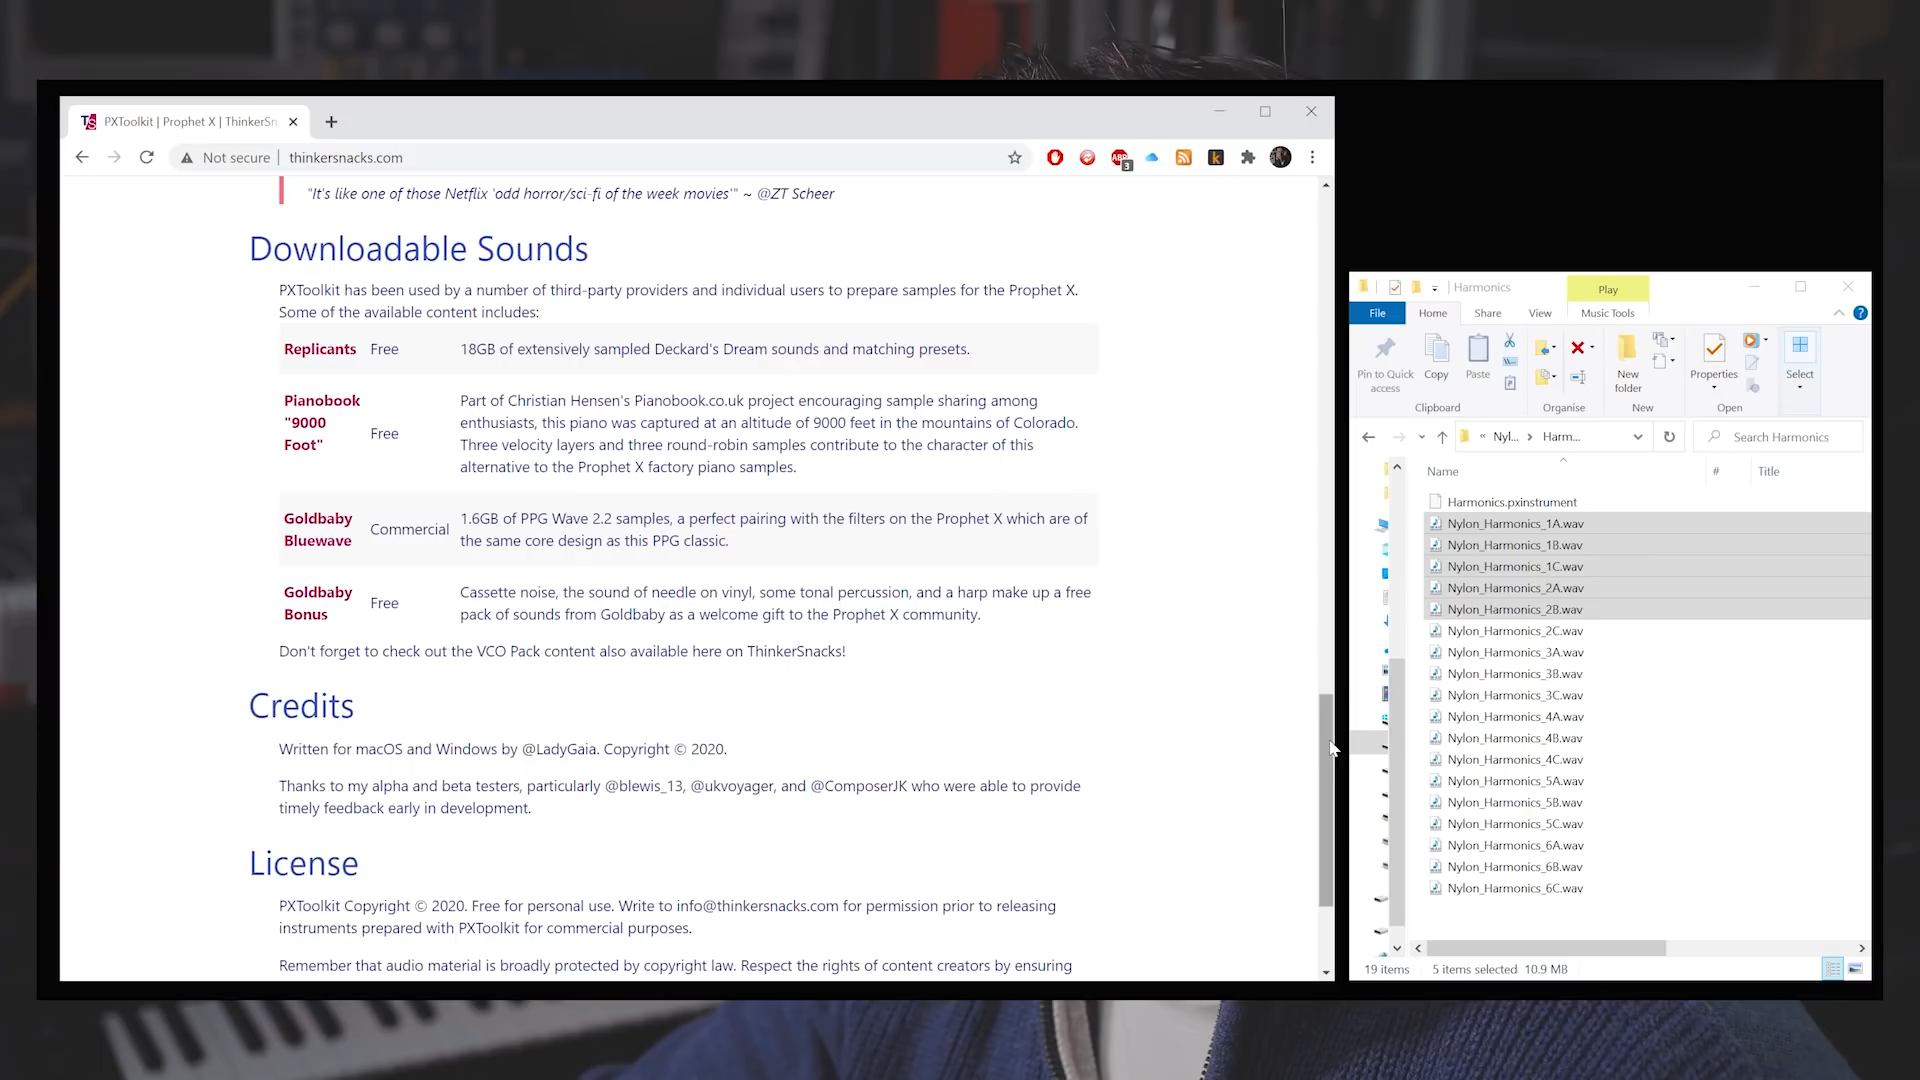 PXToolkit | Prophet X | ThinkerSn
Not secure
thinkersnacks.com
ABP
3
k
"It's like one of those Netflix 'odd horror/sci-fi of the week movies'" ~ @ZT Scheer
Downloadable Sounds
PXToolkit has been used by a number of third-party providers and individual users to prepare samples for the Prophet X.
Some of the available content includes:
Replicants Free 18GB of extensively sampled Deckard's Dream sounds and matching presets.
Pianobook
"9000
Foot"
Free
Part of Christian Hensen's Pianobook.co.uk project encouraging sample sharing among
enthusiasts, this piano was captured at an altitude of 9000 feet in the mountains of Colorado.
Three velocity layers and three round-robin samples contribute to the character of this
alternative to the Prophet X factory piano samples.
Goldbaby
Bluewave
Commercial
1.6GB of PPG Wave 2.2 samples, a perfect pairing with the filters on the Prophet X which are of
the same core design as this PPG classic.
Goldbaby
Bonus
Free
Cassette noise, the sound of needle on vinyl, some tonal percussion, and a harp make up a free
pack of sounds from Goldbaby as a welcome gift to the Prophet X community.
Don't forget to check out the VCO Pack content also available here on ThinkerSnacks!
Credits
Written for macOS and Windows by @LadyGaia. Copyright © 2020.
Thanks to my alpha and beta testers, particularly @blewis_13, @ukvoyager, and @ComposerJK who were able to provide
timely feedback early in development.
License
PXToolkit Copyright © 2020. Free for personal use. Write to info@thinkersnacks.com for permission prior to releasing
instruments prepared with PXToolkit for commercial purposes.
Remember that audio material is broadly protected by copyright law. Respect the rights of content creators by ensuring
Harmonics
Play
File Home Share View Music Tools
Pin to Quick
access
Copy
Paste
New
folder
Properties
Select
Clipboard Organise New Open
« Nyl... › Harm...
Search Harmonics
Name # Title
Harmonics.pxinstrument
Nylon_Harmonics_1A.wav
Nylon_Harmonics_1B.wav
Nylon_Harmonics_1C.wav
Nylon_Harmonics_2A.wav
Nylon_Harmonics_2B.wav
Nylon_Harmonics_2C.wav
Nylon_Harmonics_3A.wav
Nylon_Harmonics_3B.wav
Nylon_Harmonics_3C.wav
Nylon_Harmonics_4A.wav
Nylon_Harmonics_4B.wav
Nylon_Harmonics_4C.wav
Nylon_Harmonics_5A.wav
Nylon_Harmonics_5B.wav
Nylon_Harmonics_5C.wav
Nylon_Harmonics_6A.wav
Nylon_Harmonics_6B.wav
Nylon_Harmonics_6C.wav
19 items 5 items selected 10.9 MB